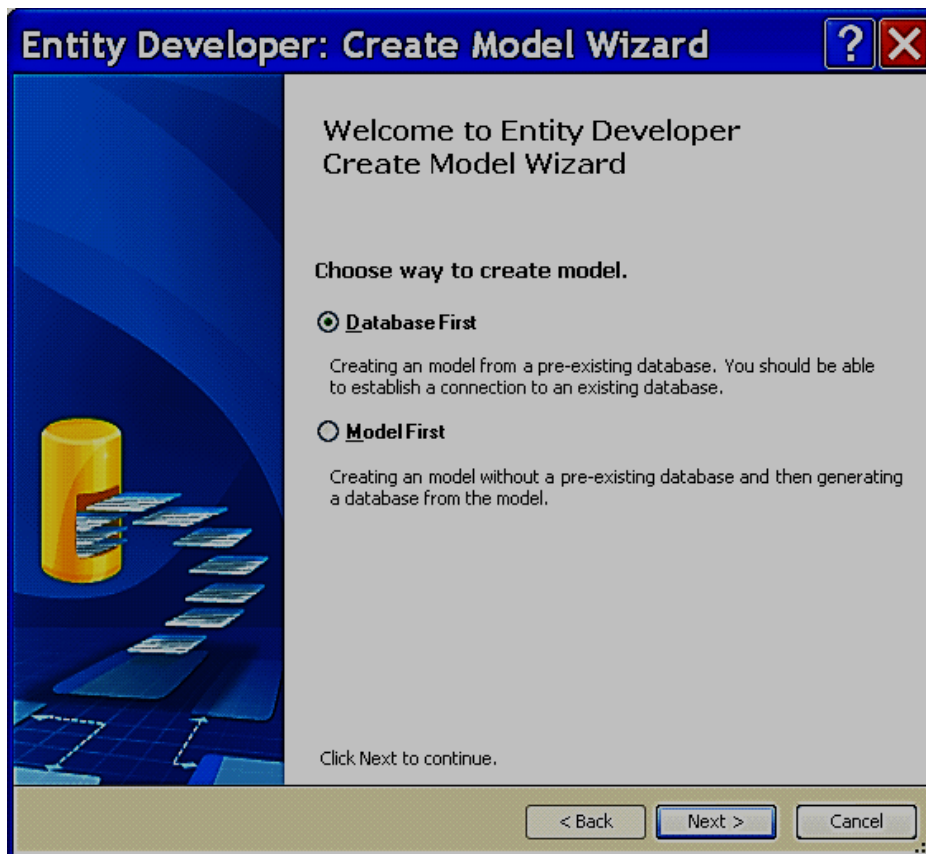 Entity Developer: Create Model Wizard
Welcome to Entity Developer
Create Model Wizard
Choose way to create model.
Database First
Creating an model from a pre-existing database. You should be able
to establish a connection to an existing database.
Model First
Creating an model without a pre-existing database and then generating
a database from the model.
Click Next to continue.
< Back Next > Cancel